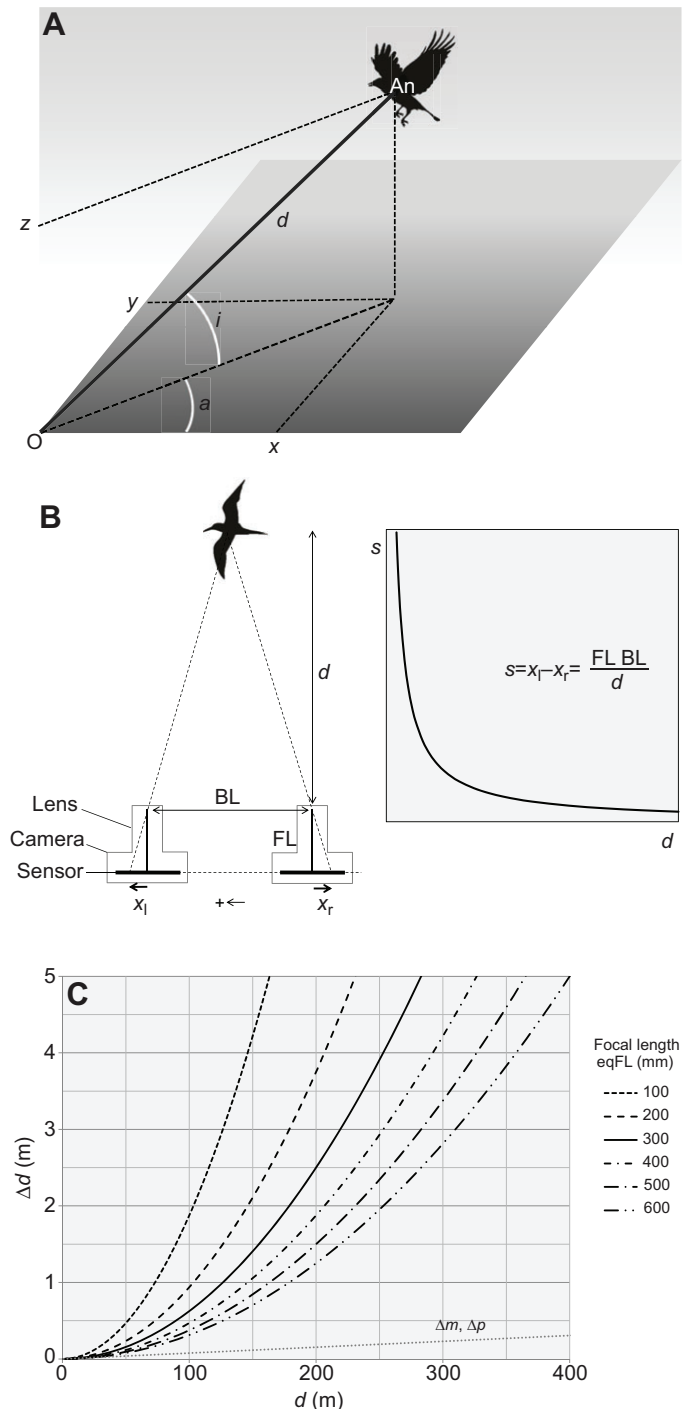 A
An
z
d
y
i
a
O
x
B
s
d
s=xl–xr= FL BL
d
BL
Lens
FL
Camera
Sensor
xl
+←
xr
d
C
5
4
3
2
1
0
Δd (m)
Δm, Δp
0
100
200
300
400
d (m)
Focal length
eqFL (mm)
100
200
300
400
500
600